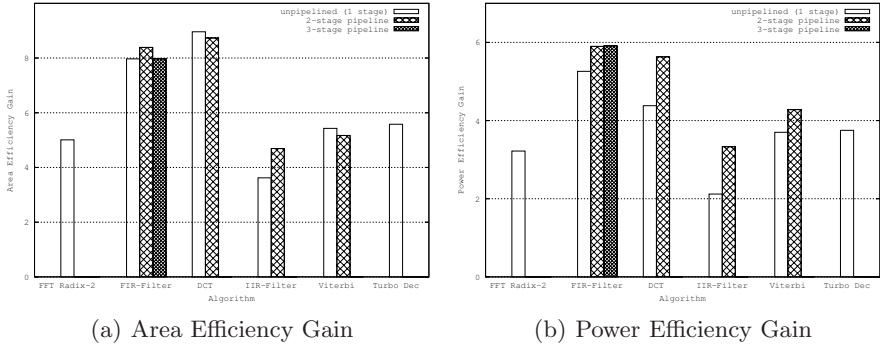 unpipelined (1 stage)
2-stage pipeline
3-stage pipeline
Area Efficiency Gain
8
6
4
2
0
FFT Radix-2 FIR-Filter DCT IIR-Filter Viterbi Turbo Dec
Algorithm
(a) Area Efficiency Gain
unpipelined (1 stage)
2-stage pipeline
3-stage pipeline
Power Efficiency Gain
6
4
2
0
FFT Radix-2 FIR-Filter DCT IIR-Filter Viterbi Turbo Dec
Algorithm
(b) Power Efficiency Gain